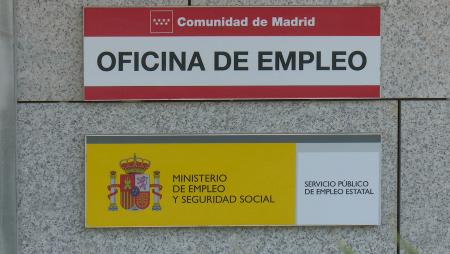 Comunidad de Madrid
OFICINA DE EMPLEO
MINISTERIO
DE EMPLEO
Y SEGURIDAD SOCIAL
SERVICIO PÚBLICO
DE EMPLEO ESTATAL